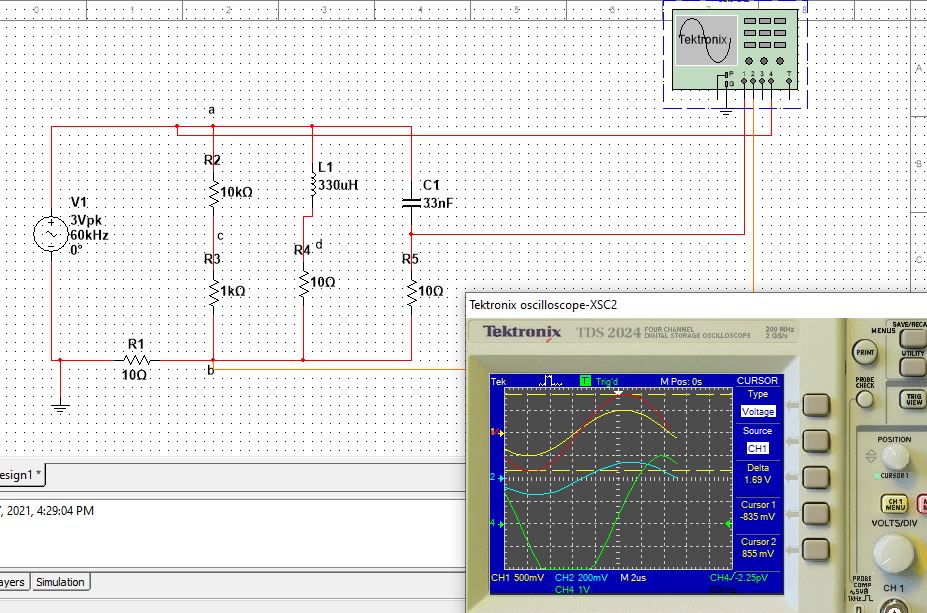 0 1 2 3 4 5 6 7 8
Tektronix
P
G
1 2 3 4 T
A
a
B
R2
10kΩ
L1
330uH
C1
33nF
V1
3Vpk
60kHz
0°
c
d
C
R3
1kΩ
R4
10Ω
R5
10Ω
R1
10Ω
b
Tektronix oscilloscope-XSC2
Tektronix TDS 2024 FOUR CHANNEL DIGITAL STORAGE OSCILLOSCOPE 200 MHz 2 GS/s
MENUS
SAVE/RECA
PRINT
UTILITY
PROBE CHECK
TRIG VIEW
POSITION
CURSOR 1
CH 1 MENU
M
VOLTS/DIV
PROBE COMP
~5V
1kHz
CH 1
Tek T Trig'd M Pos: 0s CURSOR
Type
Voltage
Source
CH1
Delta
1.69 V
Cursor 1
-835 mV
Cursor 2
855 mV
2
4
CH1 500mV CH2 200mV M 2us CH4 -2.25pV
CH4 1V
esign1 *
, 2021, 4:29:04 PM
ayers Simulation